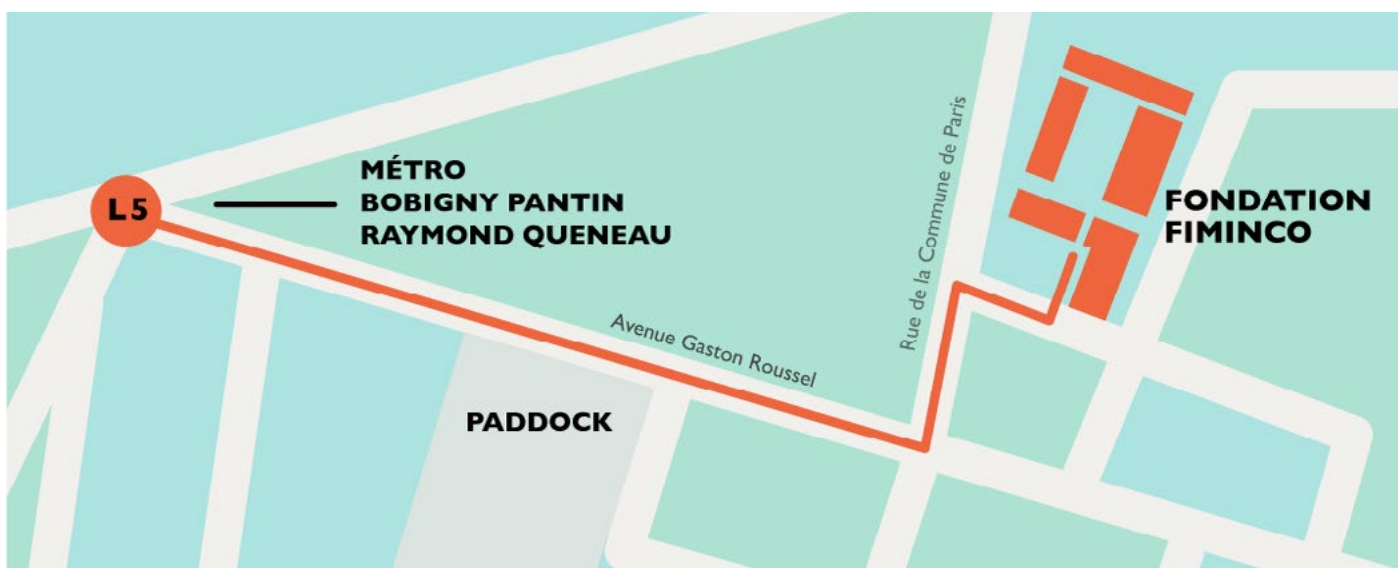 L5
MÉTRO
BOBIGNY PANTIN
RAYMOND QUENEAU
Rue de la Commune de Paris
FONDATION
FIMINCO
Avenue Gaston Roussel
PADDOCK